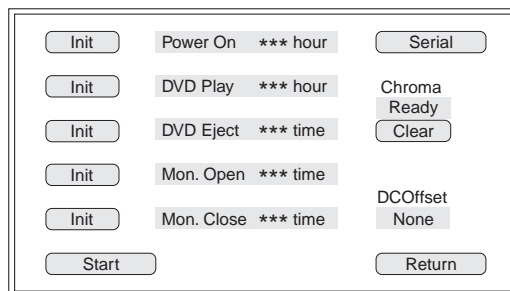 Init Power On *** hour Serial
Init DVD Play *** hour Chroma
Ready
Init DVD Eject *** time Clear
Init Mon. Open *** time
DCOffset
Init Mon. Close *** time None
Start Return